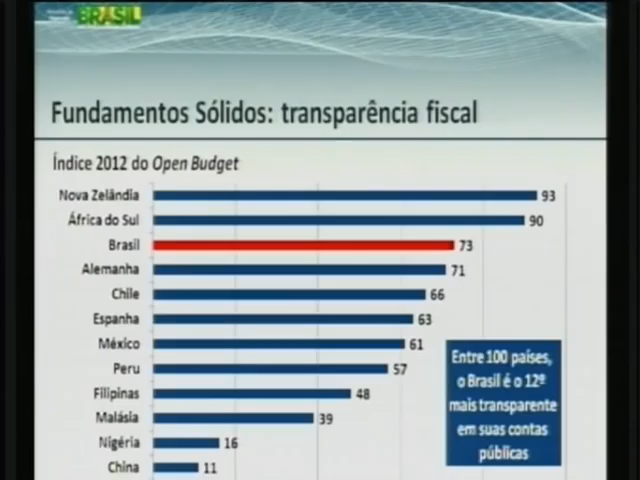 BRASIL
Fundamentos Sólidos: transparência fiscal
Índice 2012 do Open Budget
Nova Zelândia 93
África do Sul 90
Brasil 73
Alemanha 71
Chile 66
Espanha 63
México 61
Peru 57
Filipinas 48
Malásia 39
Nigéria 16
China 11
Entre 100 países,
o Brasil é o 12º
mais transparente
em suas contas
públicas